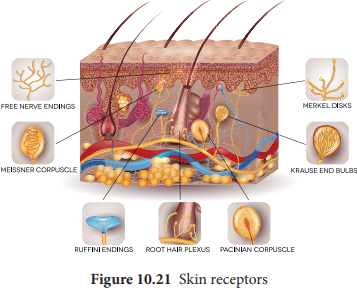 FREE NERVE ENDINGS
MERKEL DISKS
MEISSNER CORPUSCLE
KRAUSE END BULBS
RUFFINI ENDINGS
ROOT HAIR PLEXUS
PACINIAN CORPUSCLE
Figure 10.21 Skin receptors